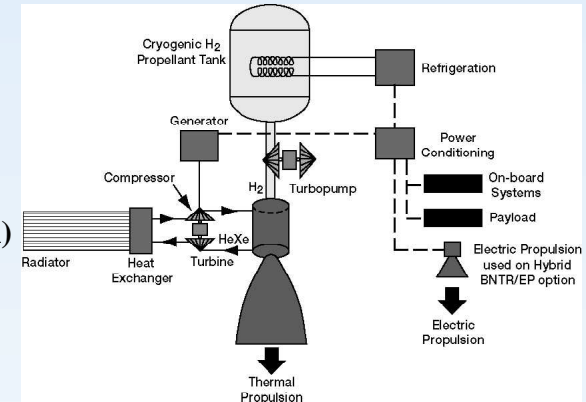 Cryogenic H2
Propellant Tank
Refrigeration
Generator
Power
Conditioning
Compressor
H2
Turbopump
On-board
Systems
Payload
)
HeXe
Radiator
Heat
Exchanger
Turbine
Electric Propulsion
used on Hybrid
BNTR/EP option
Electric
Propulsion
Thermal
Propulsion